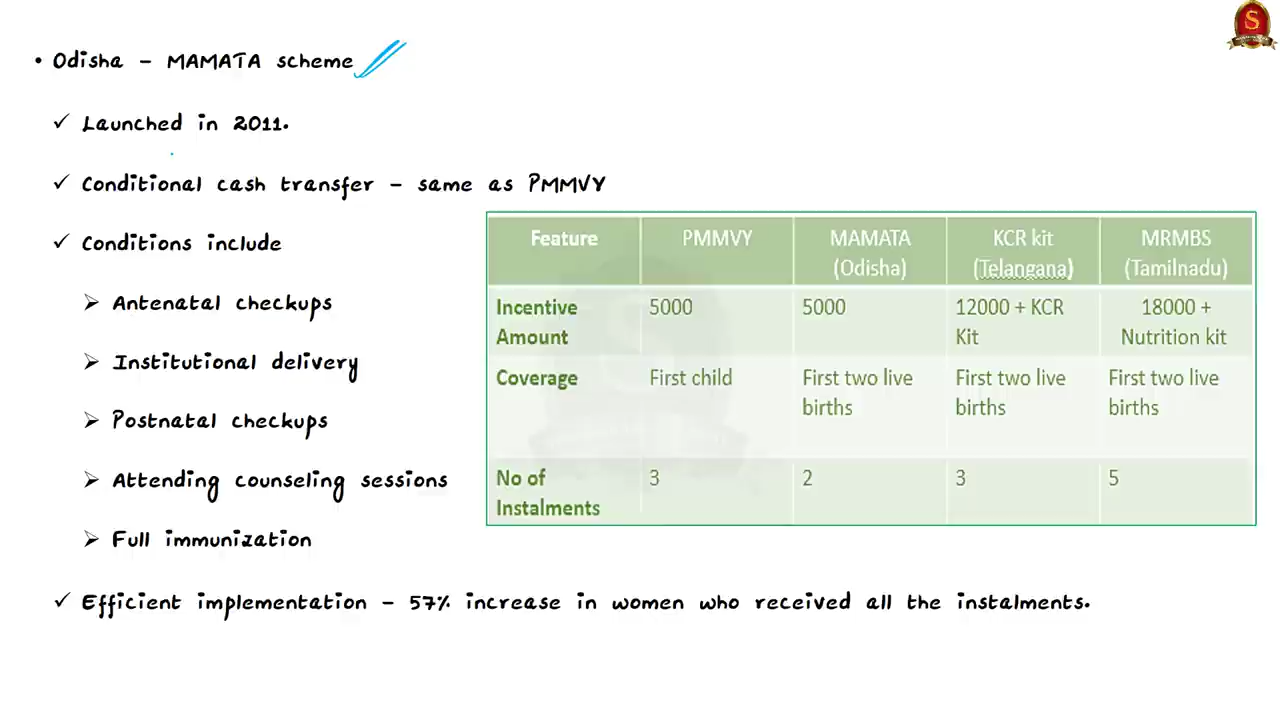 • Odisha – MAMATA scheme
✓ Launched in 2011.
✓ Conditional cash transfer – same as PMMVY
✓ Conditions include
➢ Antenatal checkups
➢ Institutional delivery
➢ Postnatal checkups
➢ Attending counseling sessions
➢ Full immunization
✓ Efficient implementation – 57% increase in women who received all the instalments.
Feature PMMVY MAMATA KCR kit MRMBS
(Odisha) (Telangana) (Tamilnadu)
Incentive 5000 5000 12000 + KCR 18000 +
Amount Kit Nutrition kit
Coverage First child First two live First two live First two live
births births births
No of 3 2 3 5
Instalments
S